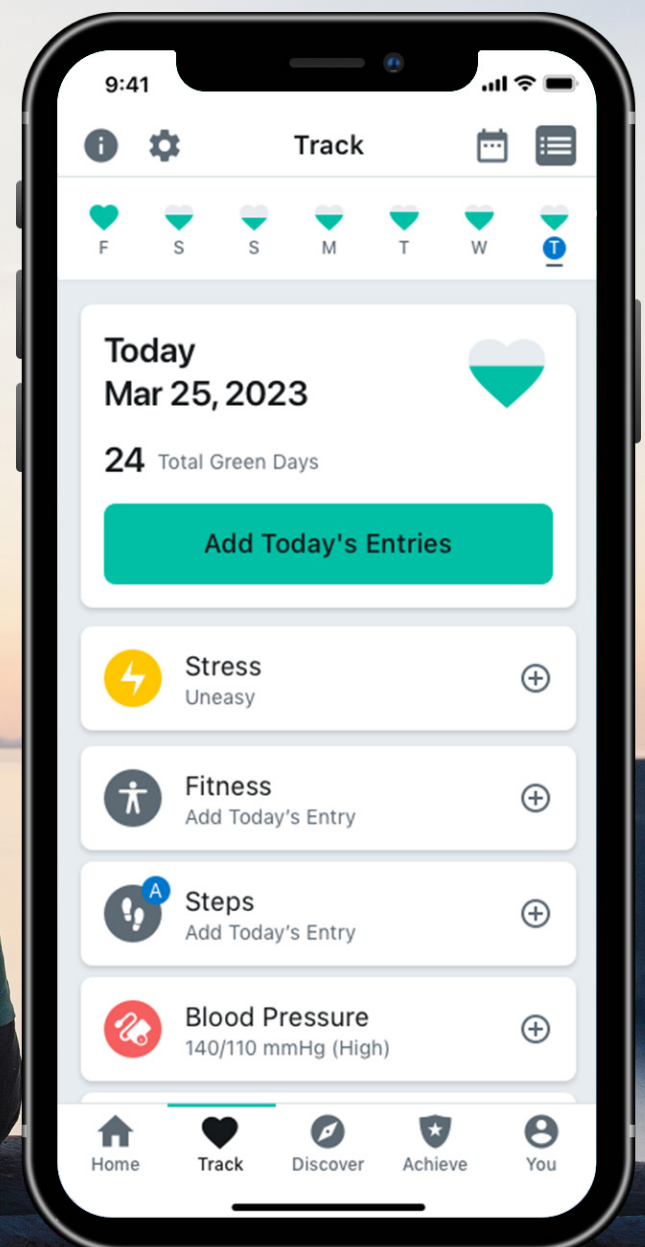 9:41
Track
F S S M T W T
Today
Mar 25, 2023
24 Total Green Days
Add Today's Entries
Stress
Uneasy
Fitness
Add Today’s Entry
A
Steps
Add Today’s Entry
Blood Pressure
140/110 mmHg (High)
Home Track Discover Achieve You